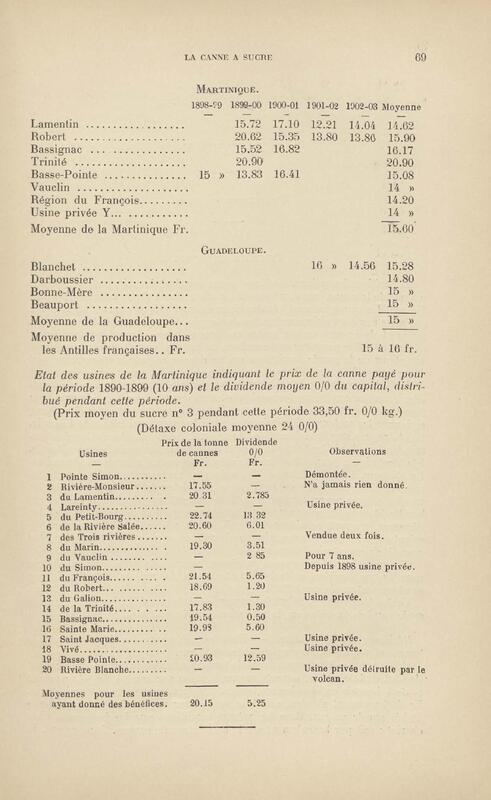 LA CANNE A SUCRE 69
MARTINIQUE.
1898-99 1899-00 1900-01 1901-02 1902-03 Moyenne
Lamentin .................. 15.72 17.10 12.21 14.04 14.62
Robert .................... 20.62 15.35 13.80 13.86 15.90
Bassignac ... ............. 15.52 16.82 16.17
Trinité .................... 20.90 20.90
Basse-Pointe ............... 15 » 13.83 16.41 15.08
Vauclin .................... 14 »
Région du François......... 14.20
Usine privée Y... ........... 14 »
Moyenne de la Martinique Fr. 15.60
GUADELOUPE.
Blanchet ................... 16 » 14.56 15.28
Darboussier ................ 14.80
Bonne-Mère ................ 15 »
Beauport ................... 15 »
Moyenne de la Guadeloupe... 15 »
Moyenne de production dans
les Antilles françaises.. Fr. 15 à 16 fr.
Etat des usines de la Martinique indiquant le prix de la canne payé pour
la période 1890-1899 (10 ans) et le dividende moyen 0/0 du capital, distri-
bué pendant cette période.
(Prix moyen du sucre n° 3 pendant cette période 33,50 fr. 0/0 kg.)
(Détaxe coloniale moyenne 24 0/0)
Prix de la tonne Dividende
Usines de cannes 0/0 Observations
— Fr. Fr. —
1 Pointe Simon........... — — Démontée.
2 Rivière-Monsieur....... 17.55 — N'a jamais rien donné.
3 du Lamentin........ . 20.31 2.785
4 Lareinty............... — — Usine privée.
5 du Petit-Bourg.......... 22.74 13 32
6 de la Rivière Salée..... 20.60 6.01
7 des Trois rivières ...... — — Vendue deux fois.
8 du Marin............. . 19.30 3.51
9 du Vauclin ....... ..... — 2 85 Pour 7 ans.
10 du Simon............... — — Depuis 1898 usine privée.
11 du François...... .. . . 21.54 5.65
12 du Robert... .......... 18.69 1.20
13 du Galion............... — — Usine privée.
14 de la Trinité.... . . .. . 17.83 1.30
15 Bassignac............... 19.54 0.50
16 Sainte Marie.......... . 19.98 5.60
17 Saint Jacques........... — — Usine privée.
18 Vivé.................... — — Usine privée.
19 Basse Pointe............ 20.93 12.59
20 Rivière Blanche......... — — Usine privée détruite par le
volcan.
Moyennes pour les usines
ayant donné des bénéfices. 20.15 5.25